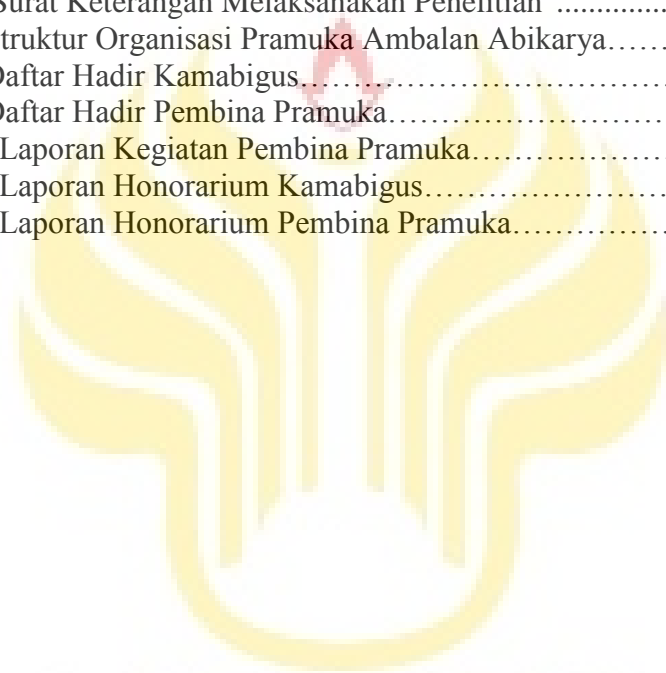 Surat Keterangan Melaksanakan Penelitian ...............
truktur Organisasi Pramuka Ambalan Abikarya......
Daftar Hadir Kamabigus.........................................
Daftar Hadir Pembina Pramuka..............................
Laporan Kegiatan Pembina Pramuka.....................
Laporan Honorarium Kamabigus..........................
Laporan Honorarium Pembina Pramuka................